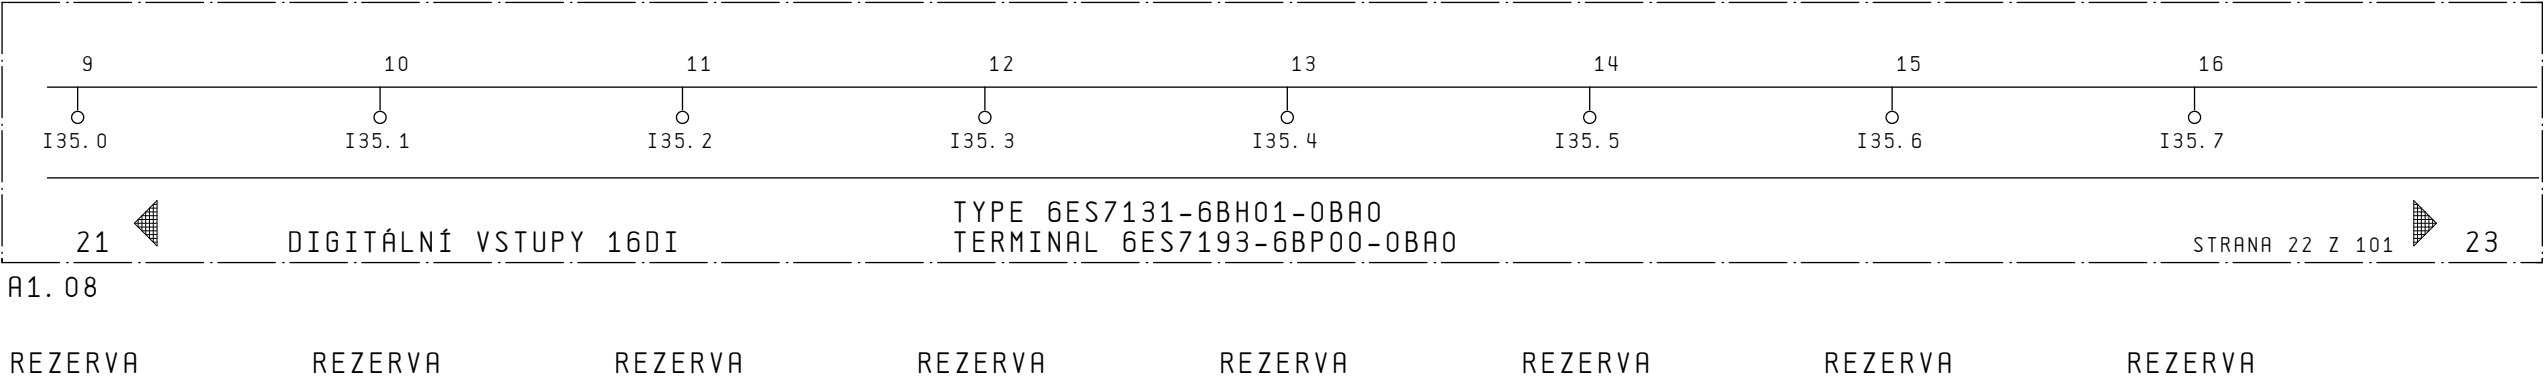 9 10 11 12 13 14 15 16
I35.0 I35.1 I35.2 I35.3 I35.4 I35.5 I35.6 I35.7
TYPE 6ES7131-6BH01-0BA0
21 DIGITÁLNÍ VSTUPY 16DI TERMINAL 6ES7193-6BP00-0BA0 STRANA 22 Z 101 23
A1.08
REZERVA REZERVA REZERVA REZERVA REZERVA REZERVA REZERVA REZERVA